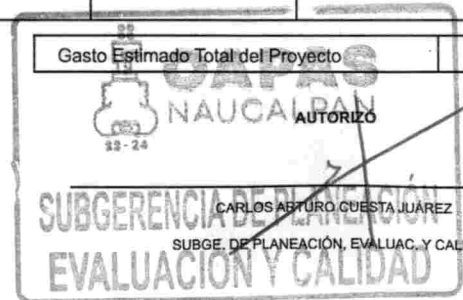 Gasto Estimado Total del Proyecto
OAPAS
NAUCALPAN
AUTORIZÓ
22 - 24
SUBGERENCIA DE PLANEACIÓN
CARLOS ARTURO CUESTA JUÁREZ
SUBGE. DE PLANEACIÓN, EVALUAC. Y CAL
EVALUACIÓN Y CALIDAD